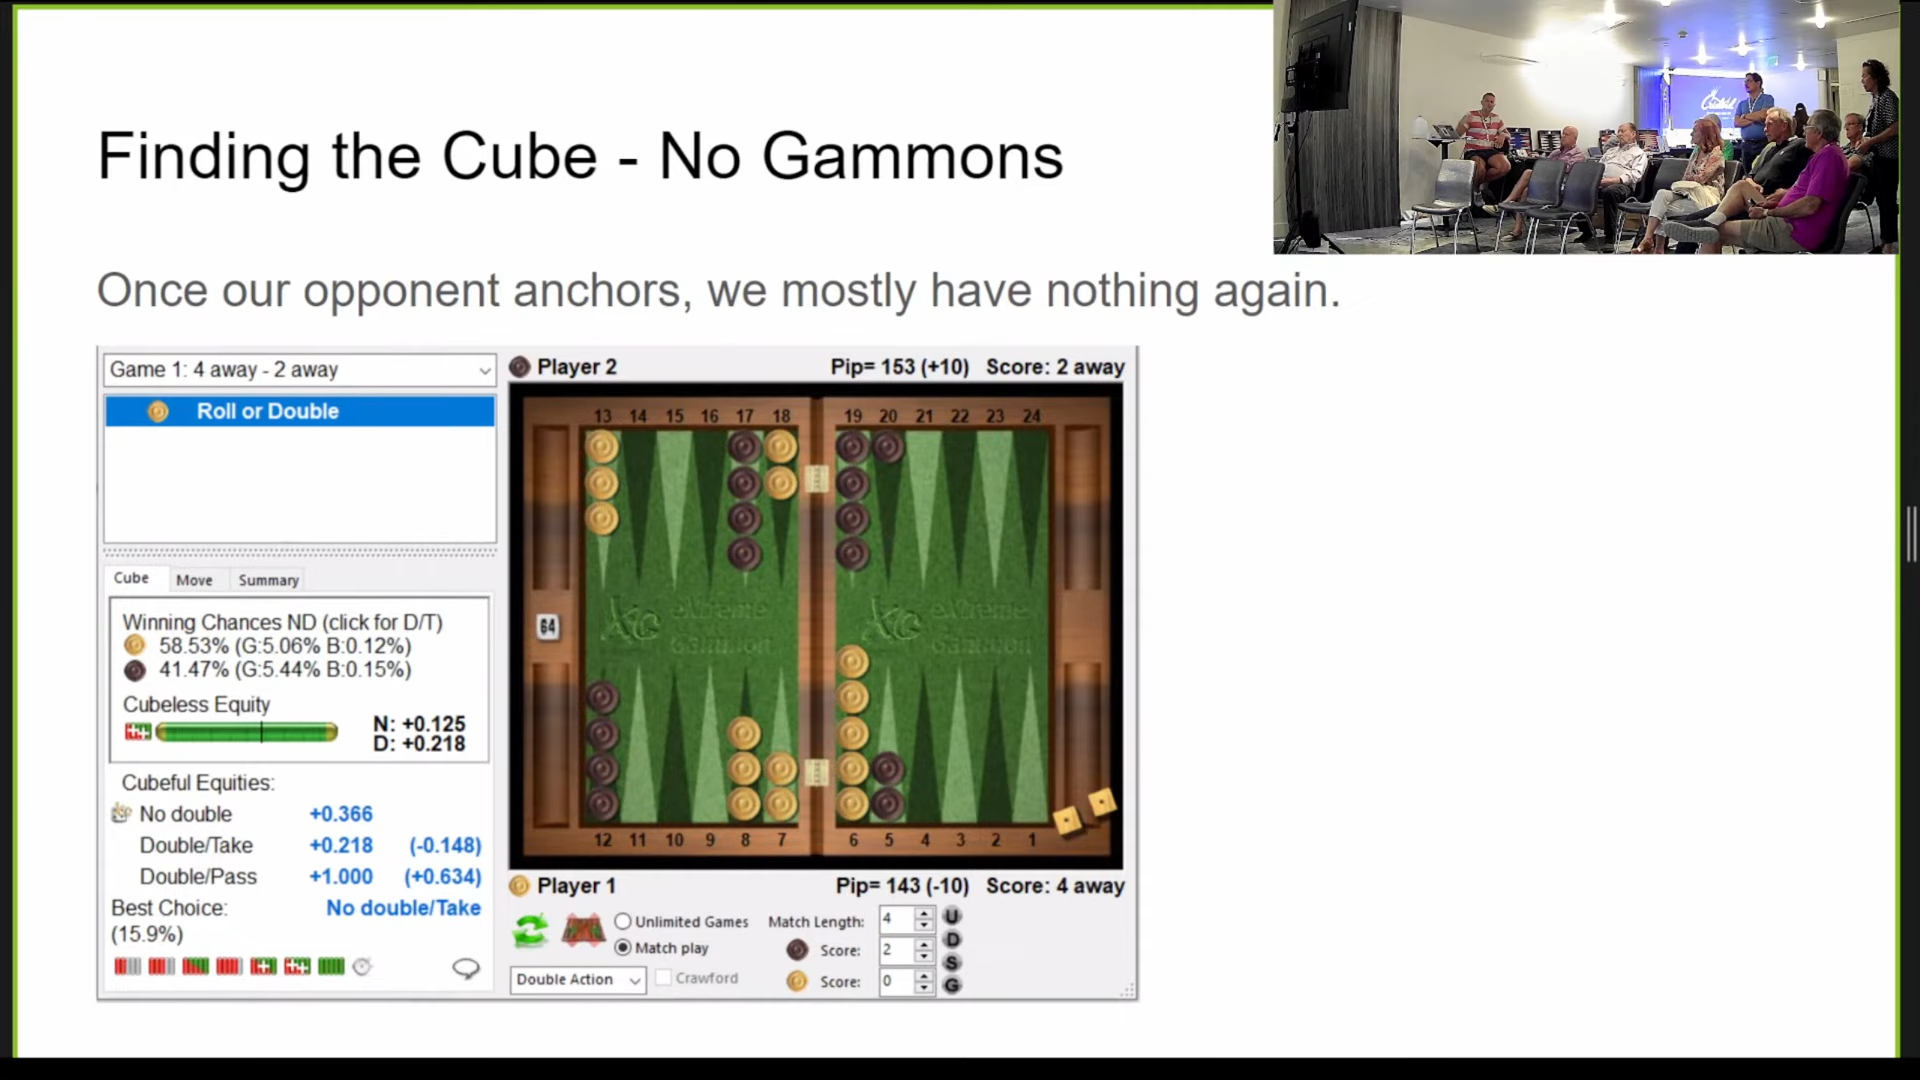 Finding the Cube - No Gammons
Once our opponent anchors, we mostly have nothing again.
Game 1: 4 away - 2 away
Roll or Double
Cube Move Summary
Winning Chances ND (click for D/T)
58.53% (G:5.06% B:0.12%)
41.47% (G:5.44% B:0.15%)
Cubeless Equity
N: +0.125
D: +0.218
Cubeful Equities:
No double +0.366
Double/Take +0.218 (-0.148)
Double/Pass +1.000 (+0.634)
Best Choice: No double/Take
(15.9%)
Player 2 Pip= 153 (+10) Score: 2 away
13 14 15 16 17 18 19 20 21 22 23 24
64
XG eXtreme Gammon XG eXtreme Gammon
12 11 10 9 8 7 6 5 4 3 2 1
Player 1 Pip= 143 (-10) Score: 4 away
Unlimited Games Match Length: 4 U
Match play Score: 2 D
S
Double Action Crawford Score: 0 G